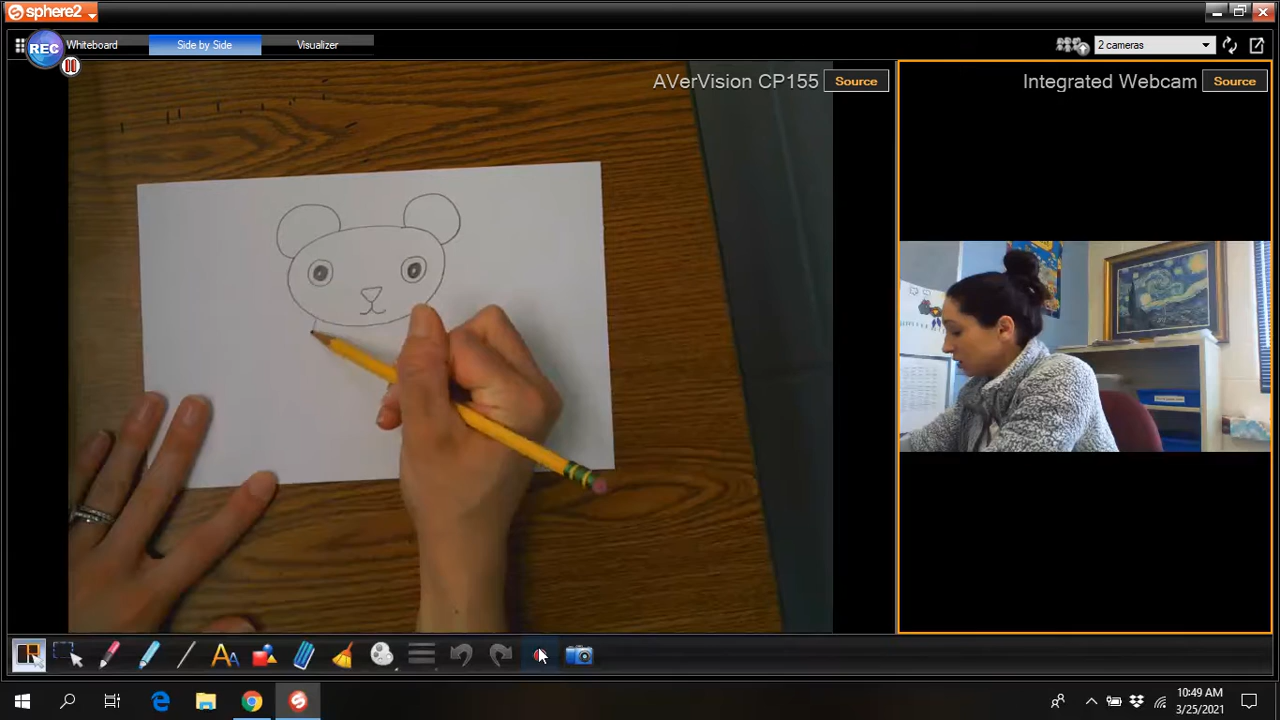 sphere2
REC
Whiteboard
Side by Side
Visualizer
2 cameras
AVerVision CP155
Source
Integrated Webcam
Source
10:49 AM
3/25/2021